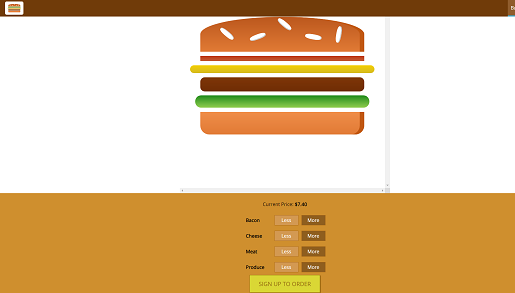 Current Price: $7.40
Bacon Less More
Cheese Less More
Meat Less More
Produce Less More
SIGN UP TO ORDER